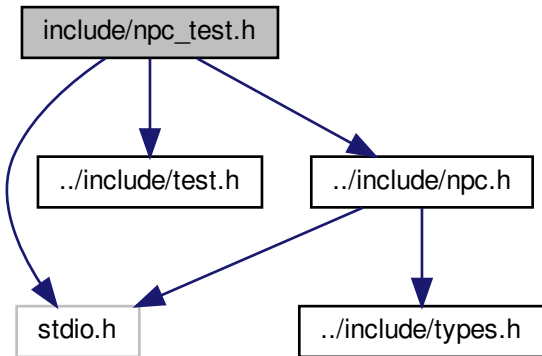 include/npc_test.h
../include/test.h
../include/npc.h
stdio.h
../include/types.h